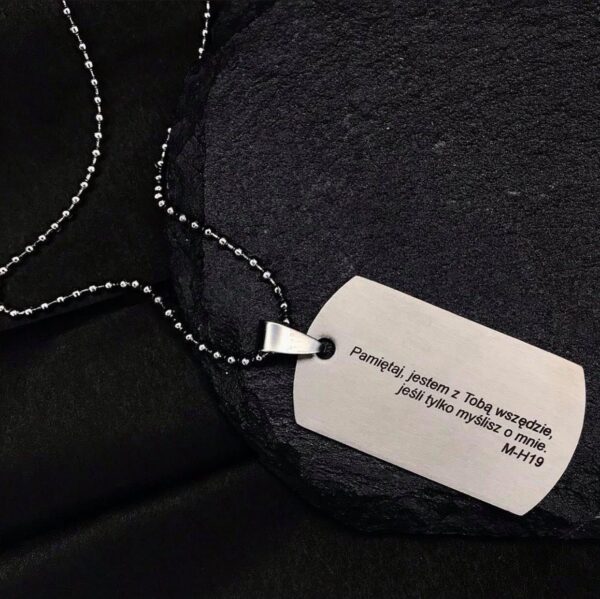 Pamiętaj, jestem z Tobą wszędzie,
jeśli tylko myślisz o mnie.
M-H19